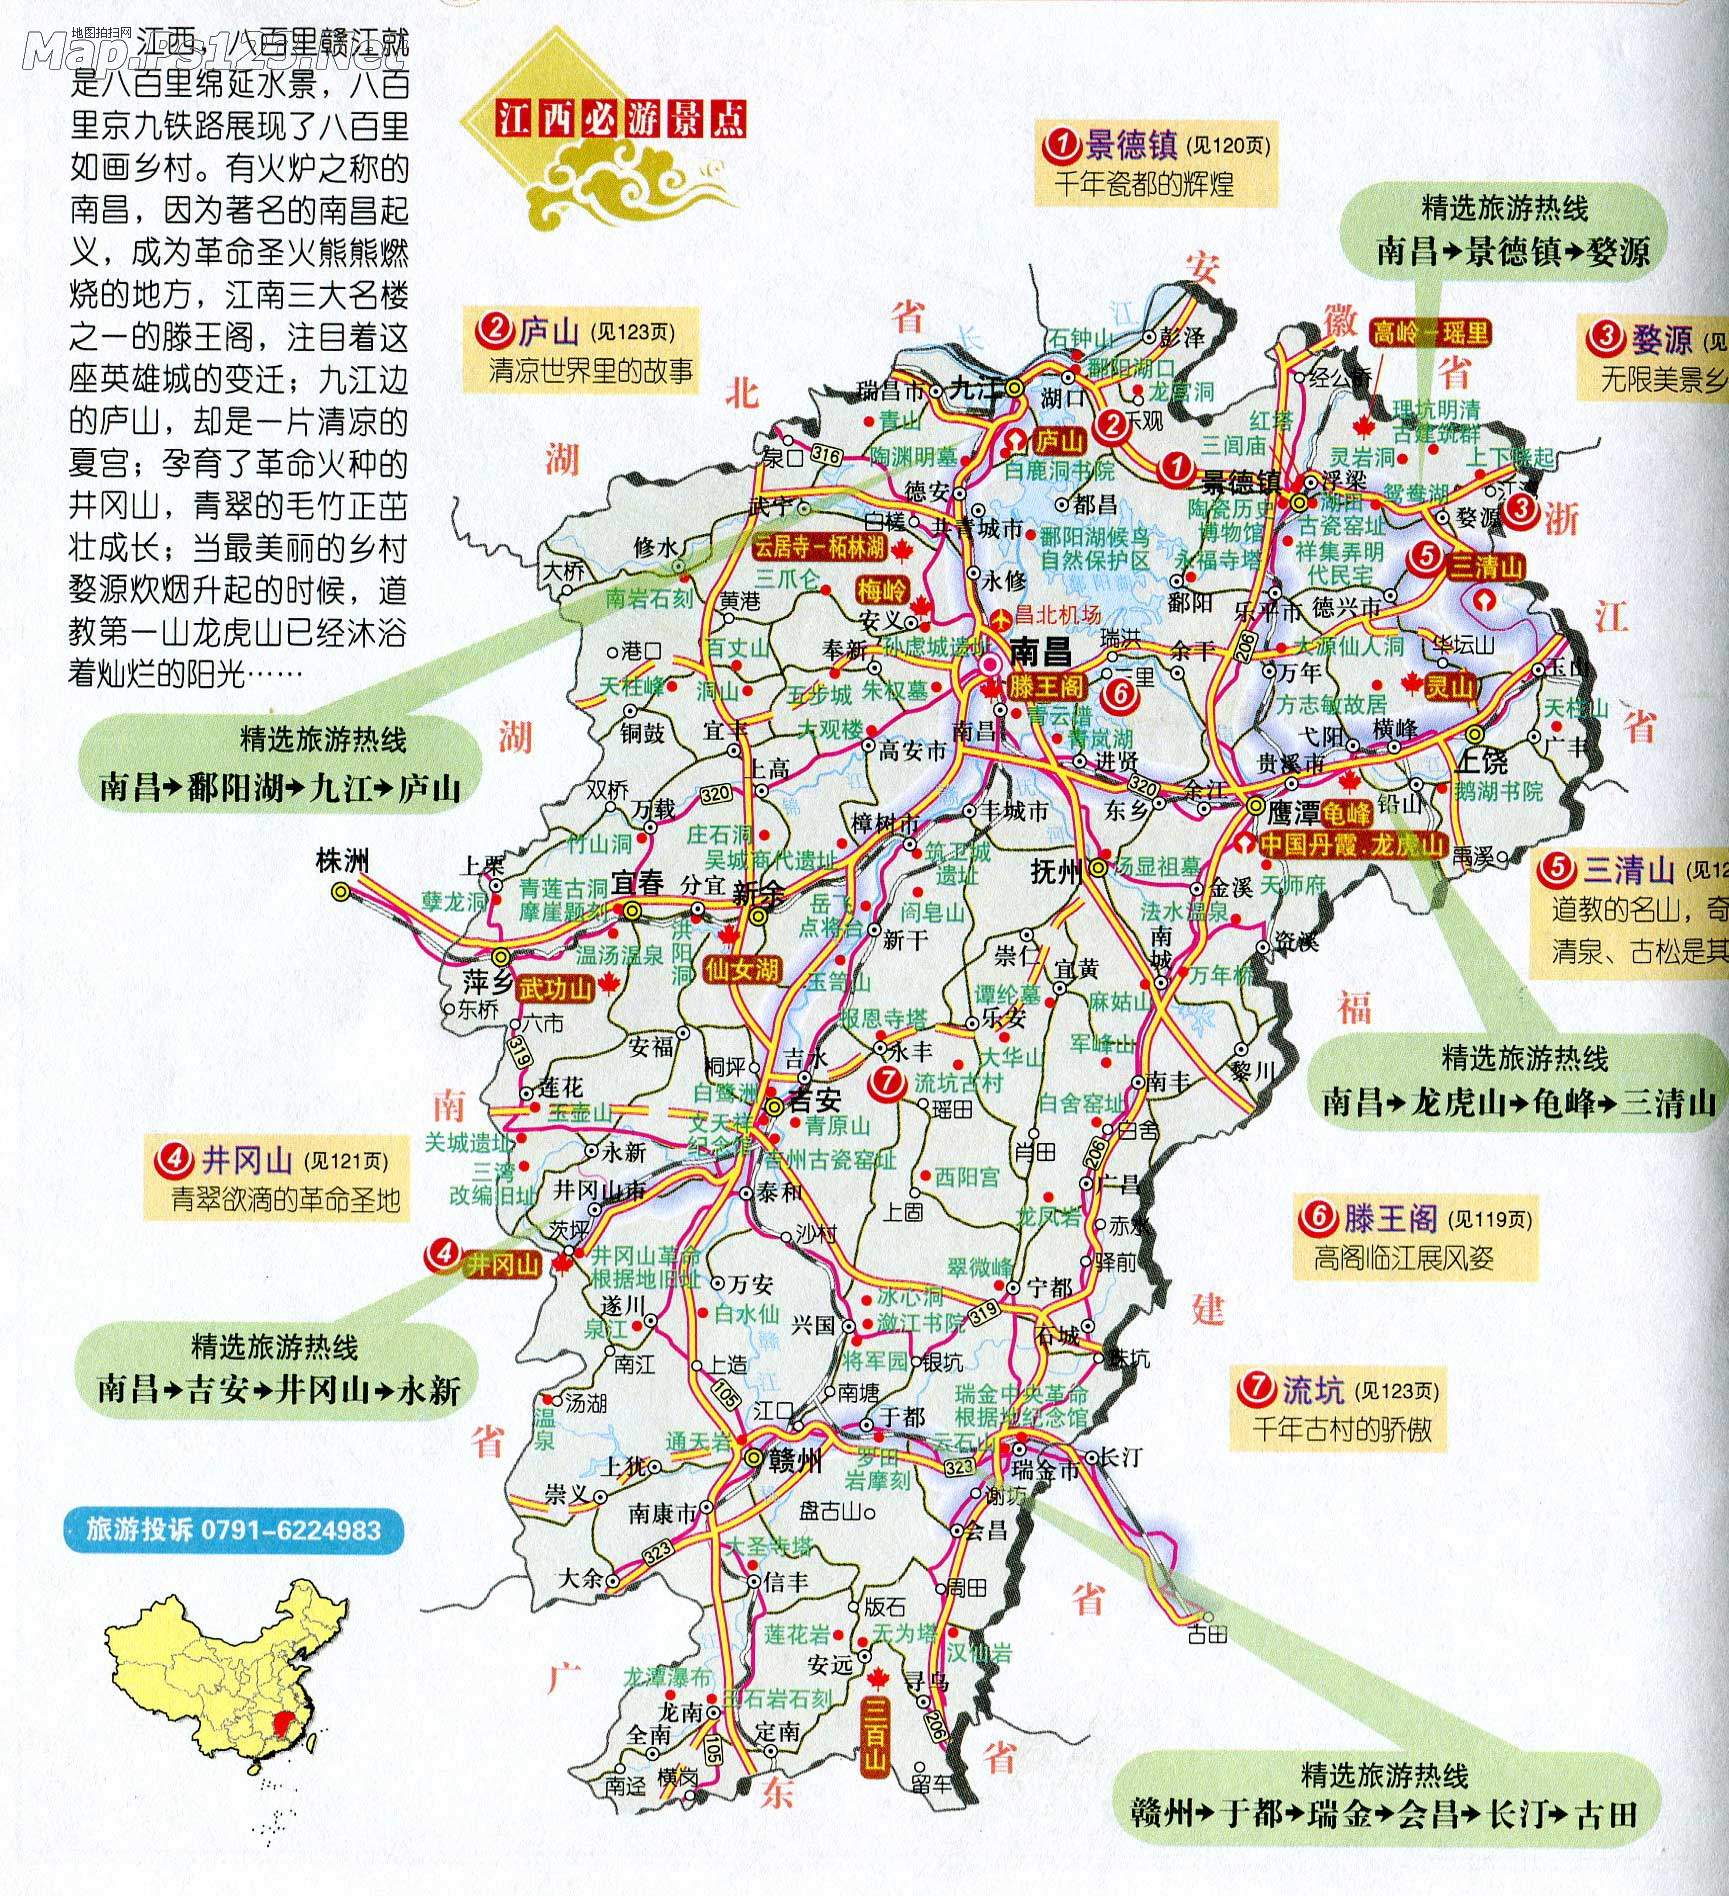 地图拍扫网
Map.Ps123.Net
江西，八百里赣江就
是八百里绵延水景，八百
里京九铁路展现了八百里
如画乡村。有火炉之称的
南昌，因为著名的南昌起
义，成为革命圣火熊熊燃
烧的地方，江南三大名楼
之一的滕王阁，注目着这
座英雄城的变迁；九江边
的庐山，却是一片清凉的
夏宫；孕育了革命火种的
井冈山，青翠的毛竹正茁
壮成长；当最美丽的乡村
婺源炊烟升起的时候，道
教第一山龙虎山已经沐浴
着灿烂的阳光……
江西必游景点
1 景德镇 (见120页)
千年瓷都的辉煌
精选旅游热线
南昌➔景德镇➔婺源
2 庐山 (见123页)
清凉世界里的故事
3 婺源 (见
无限美景乡
安
徽
省
省
北
湖
浙
江
省
湖
南
省
福
建
省
广
东
省
长
江
石钟山
彭泽
高岭－瑶里
瑞昌市
九江
湖口
鄱阳湖口
龙宫洞
经公桥
青山
庐山
2
乐观
红塔
三闾庙
理坑明清
古建筑群
泉口
316
陶渊明墓
白鹿洞书院
1
景德镇
浮梁
灵岩洞
上下晓起
武宁
德安
都昌
陶瓷历史
博物馆
湖田
古瓷窑址
鸳鸯湖
婺源
3
白槎
共青城市
修水
云居寺－柘林湖
鄱阳湖候鸟
自然保护区
永福寺塔
祥集弄明
代民宅
5
三清山
大桥
南岩石刻
三爪仑
梅岭
永修
鄱阳
乐平市
德兴市
黄港
安义
昌北机场
206
港口
百丈山
奉新
孙虑城遗址
南昌
瑞洪
余干
万年
大源仙人洞
华坛山
玉山
天柱峰
洞山
五步城
朱权墓
滕王阁
三里
6
方志敏故居
灵山
天柱山
铜鼓
宜丰
大观楼
南昌
青云谱
青岚湖
弋阳
横峰
广丰
高安市
进贤
贵溪市
上饶
双桥
万载
320
上高
320
余江
鹅湖书院
东乡
鹰潭
龟峰
铅山
竹山洞
庄石洞
樟树市
丰城市
中国丹霞.龙虎山
禹溪
株洲
上栗
吴城商代遗址
筑卫城
遗址
抚州
汤显祖墓
孽龙洞
青莲古洞
摩崖题刻
宜春
分宜
新余
岳飞
点将台
阁皂山
金溪
天师府
法水温泉
温汤温泉
洪
阳
洞
仙女湖
新干
崇仁
南城
资溪
萍乡
武功山
玉笥山
宜黄
谭纶墓
麻姑山
万年桥
东桥
六市
319
安福
报恩寺塔
乐安
永丰
大华山
军峰山
桐坪
吉水
7
流坑古村
黎川
莲花
白鹭洲
吉安
瑶田
南丰
玉壶山
文天祥
纪念馆
青原山
白舍窑址
关城遗址
吉州古瓷窑址
肖田
白舍
三湾
改编旧址
永新
206
井冈山市
泰和
西阳宫
广昌
茨坪
上固
龙凤岩
赤水
4
井冈山
井冈山革命
根据地旧址
沙村
驿前
万安
翠微峰
宁都
遂川
泉江
白水仙
冰心洞
潋江书院
319
兴国
石城
南江
上造
将军园
银坑
珠坑
汤湖
温
泉
105
南塘
瑞金中央革命
根据地纪念馆
江口
于都
通天岩
赣州
罗田
岩摩刻
云石山
323
瑞金市
长汀
上犹
崇义
谢坊
南康市
盘古山
会昌
323
大圣寺塔
大余
信丰
周田
版石
古田
莲花岩
无为塔
汉仙岩
安远
龙潭瀑布
玉石岩石刻
寻乌
龙南
三百山
全南
105
定南
206
南迳
横岗
留车
精选旅游热线
南昌➔鄱阳湖➔九江➔庐山
5 三清山 (见12
道教的名山，奇
清泉、古松是其
精选旅游热线
南昌➔龙虎山➔龟峰➔三清山
4 井冈山 (见121页)
青翠欲滴的革命圣地
6 滕王阁 (见119页)
高阁临江展风姿
精选旅游热线
南昌➔吉安➔井冈山➔永新
7 流坑 (见123页)
千年古村的骄傲
旅游投诉 0791-6224983
精选旅游热线
赣州➔于都➔瑞金➔会昌➔长汀➔古田